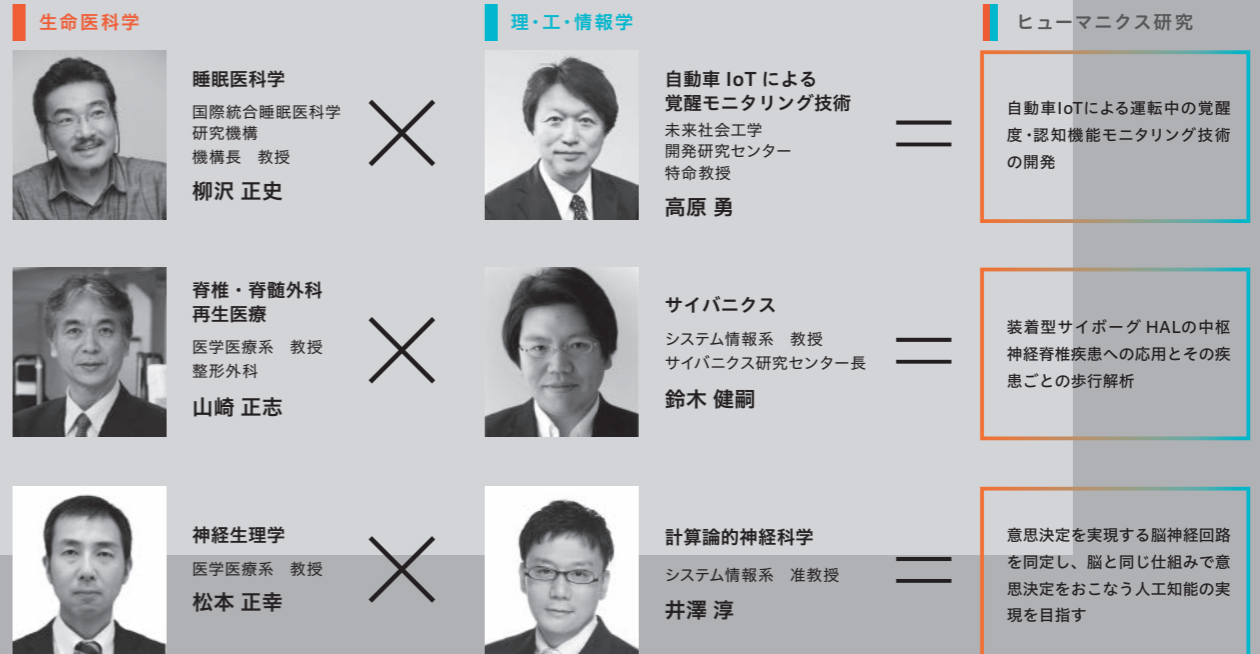 生命医科学
理・工・情報学
ヒューマニクス研究
睡眠医科学
国際統合睡眠医科学
研究機構
機構長　教授
柳沢 正史
自動車 IoT による
覚醒モニタリング技術
未来社会工学
開発研究センター
特命教授
高原 勇
自動車IoTによる運転中の覚醒
度・認知機能モニタリング技術
の開発
脊椎・脊髄外科
再生医療
医学医療系　教授
整形外科
山崎 正志
サイバニクス
システム情報系　教授
サイバニクス研究センター長
鈴木 健嗣
装着型サイボーグ HALの中枢
神経脊椎疾患への応用とその疾
患ごとの歩行解析
神経生理学
医学医療系　教授
松本 正幸
計算論的神経科学
システム情報系　准教授
井澤 淳
意思決定を実現する脳神経回路
を同定し、脳と同じ仕組みで意
思決定をおこなう人工知能の実
現を目指す